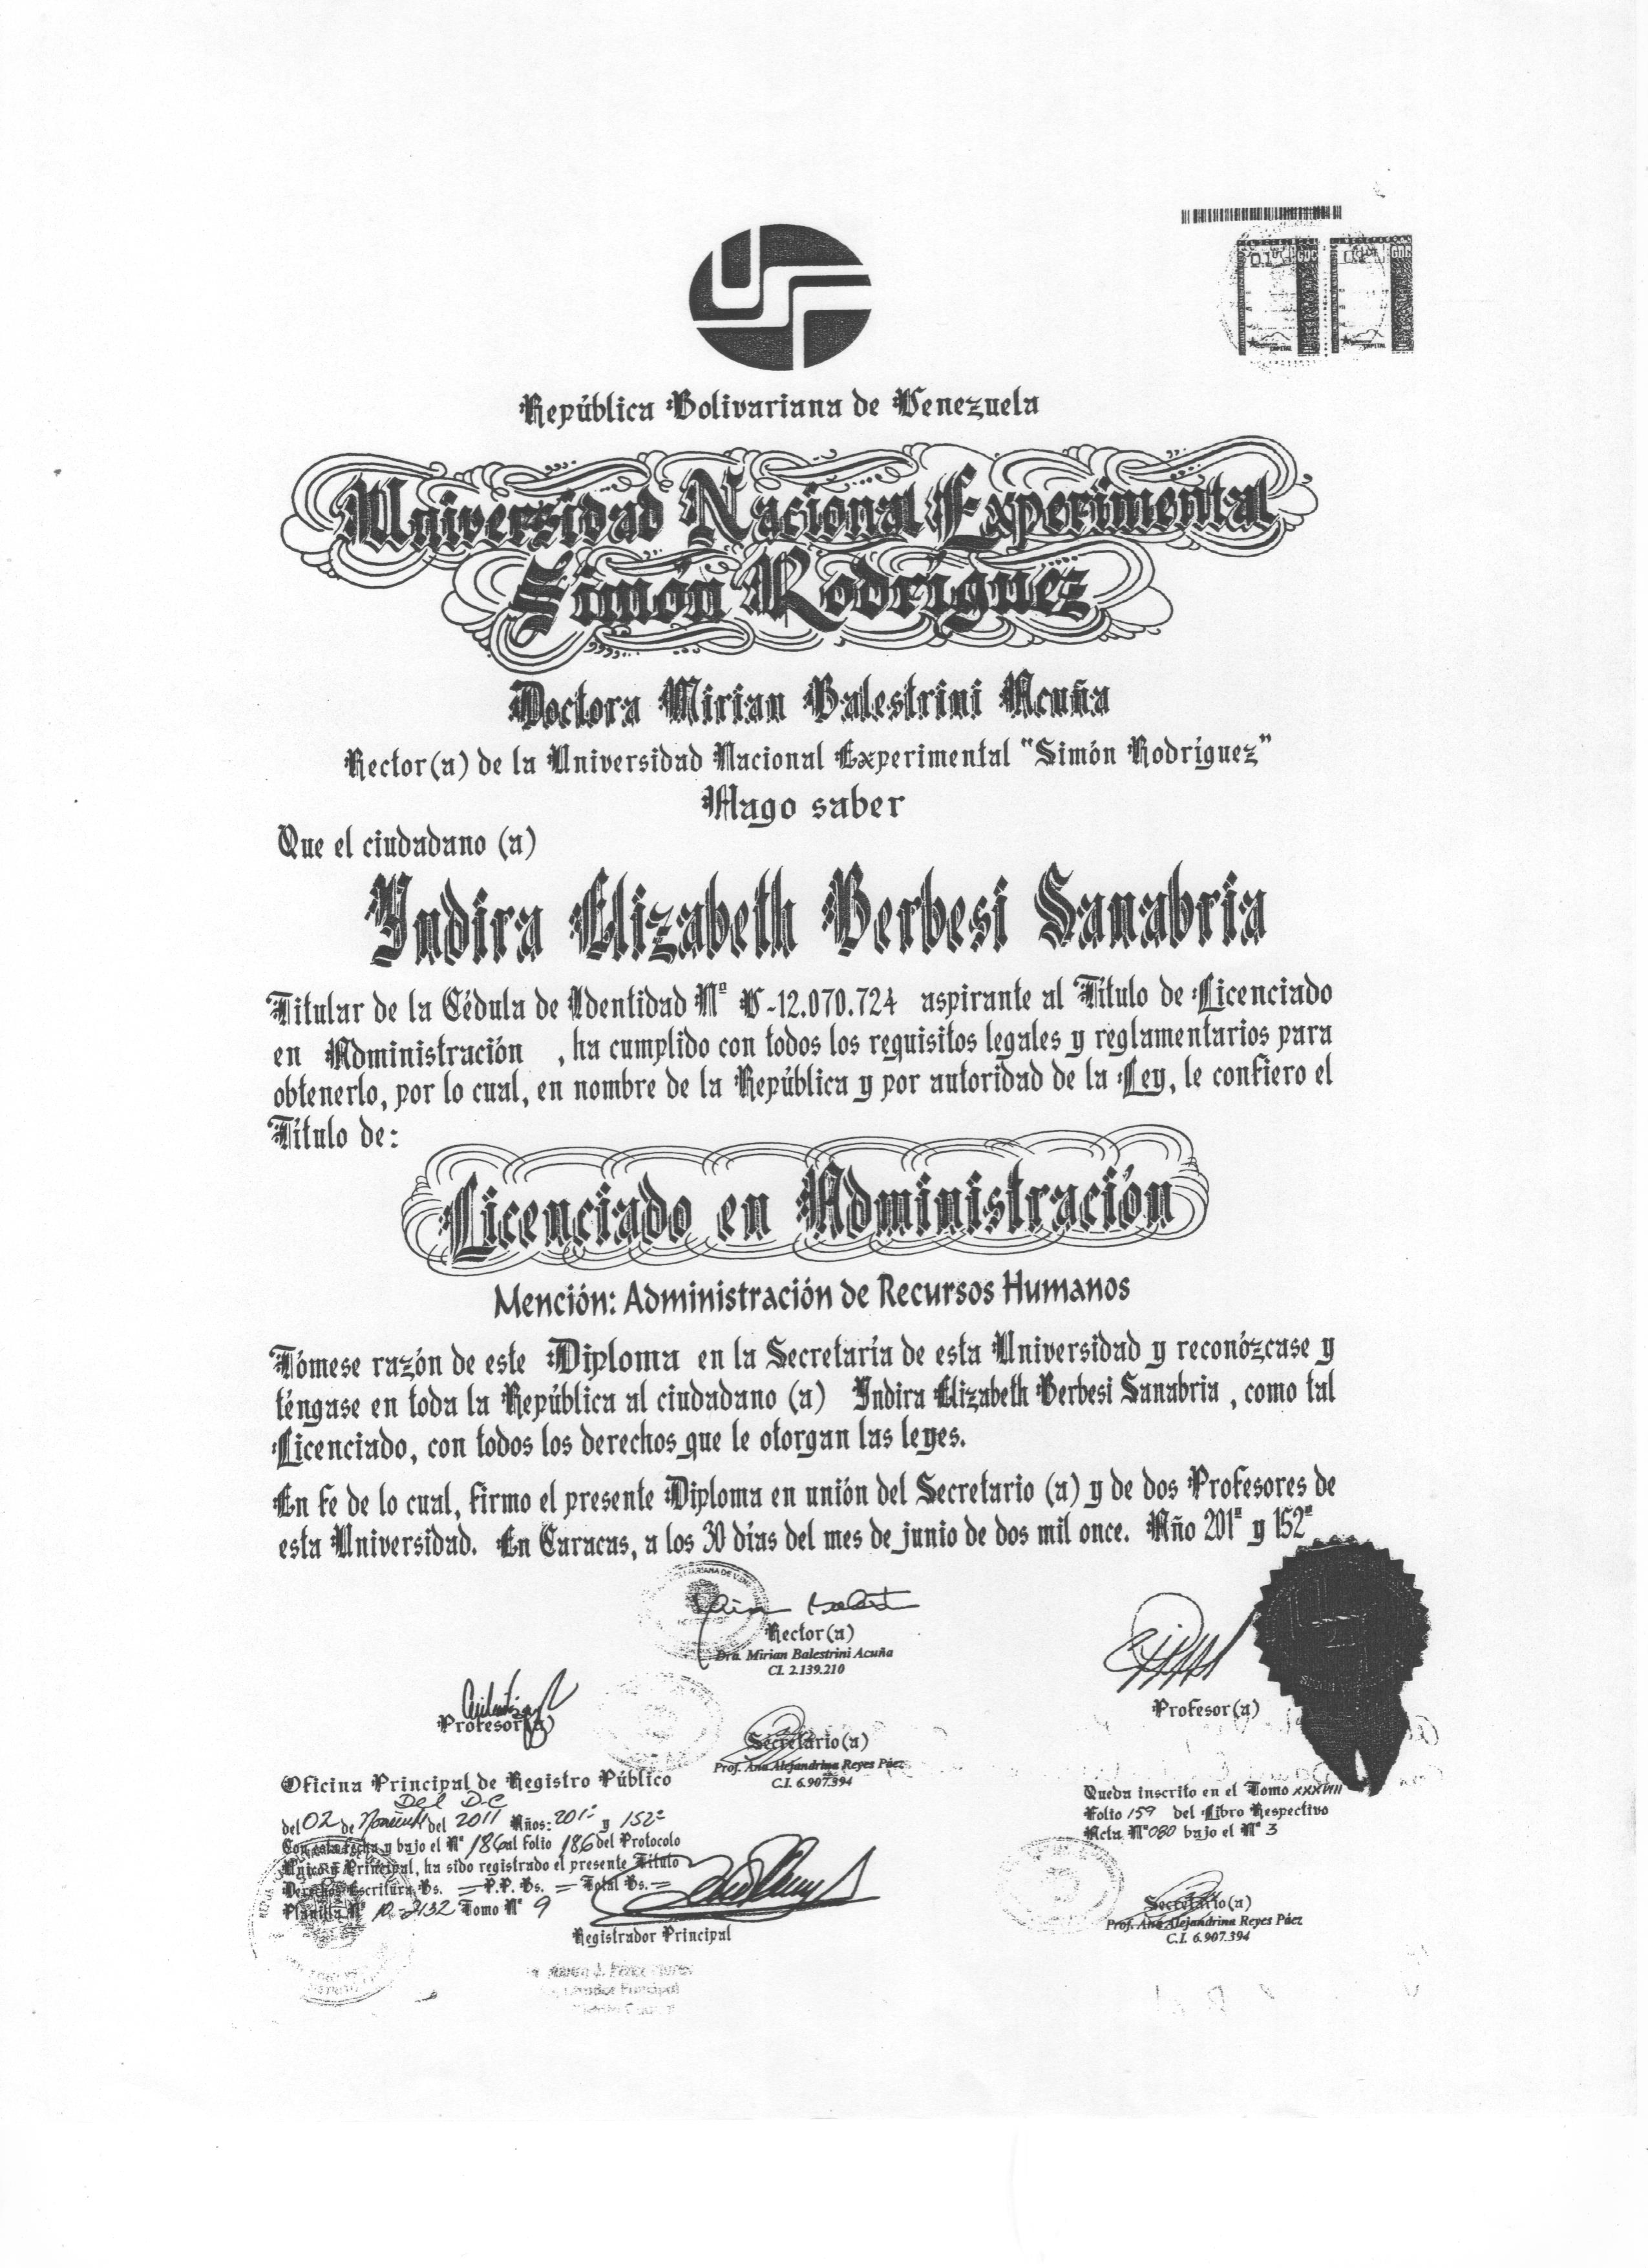 República Bolivariana de Venezuela
Universidad Nacional Experimental
Simón Rodríguez
Doctora Mirian Balestrini Acuña
Rector(a) de la Universidad Nacional Experimental "Simón Rodríguez"
Hago saber
Que el ciudadano (a)
Indira Elizabeth Berbesi Sanabria
Titular de la Cédula de Identidad Nº V-12.070.724 aspirante al Título de Licenciado
en Administración , ha cumplido con todos los requisitos legales y reglamentarios para
obtenerlo, por lo cual, en nombre de la República y por autoridad de la Ley, le confiero el
Título de:
Licenciado en Administración
Mención: Administración de Recursos Humanos
Tómese razón de este Diploma en la Secretaría de esta Universidad y reconózcase y
téngase en toda la República al ciudadano (a) Indira Elizabeth Berbesi Sanabria , como tal
Licenciado, con todos los derechos que le otorgan las leyes.
En fe de lo cual, firmo el presente Diploma en unión del Secretario (a) y de dos Profesores de
esta Universidad. En Caracas, a los 30 días del mes de junio de dos mil once. Año 201º y 152º
Rector(a)
Dra. Mirian Balestrini Acuña
CI. 2.139.210
Profesor(a)
Profesor(a)
Secretario(a)
Prof. Ana Alejandrina Reyes Páez
C.I. 6.907.394
Oficina Principal de Registro Público
Del D.C
del 02 de del 2011 Años: 201º y 152º
Con esta fecha y bajo el Nº 186 al folio 186 del Protocolo
Único y Principal, ha sido registrado el presente Título
Derechos Escritura Bs. = P.P. Bs. = Total Bs. =
Planilla Nº Tomo Nº 9
Registrador Principal
Queda inscrito en el Tomo XXXVIII
Folio 159 del Libro Respectivo
Acta Nº 080 bajo el Nº 3
Secretario(a)
Prof. Ana Alejandrina Reyes Páez
C.I. 6.907.394